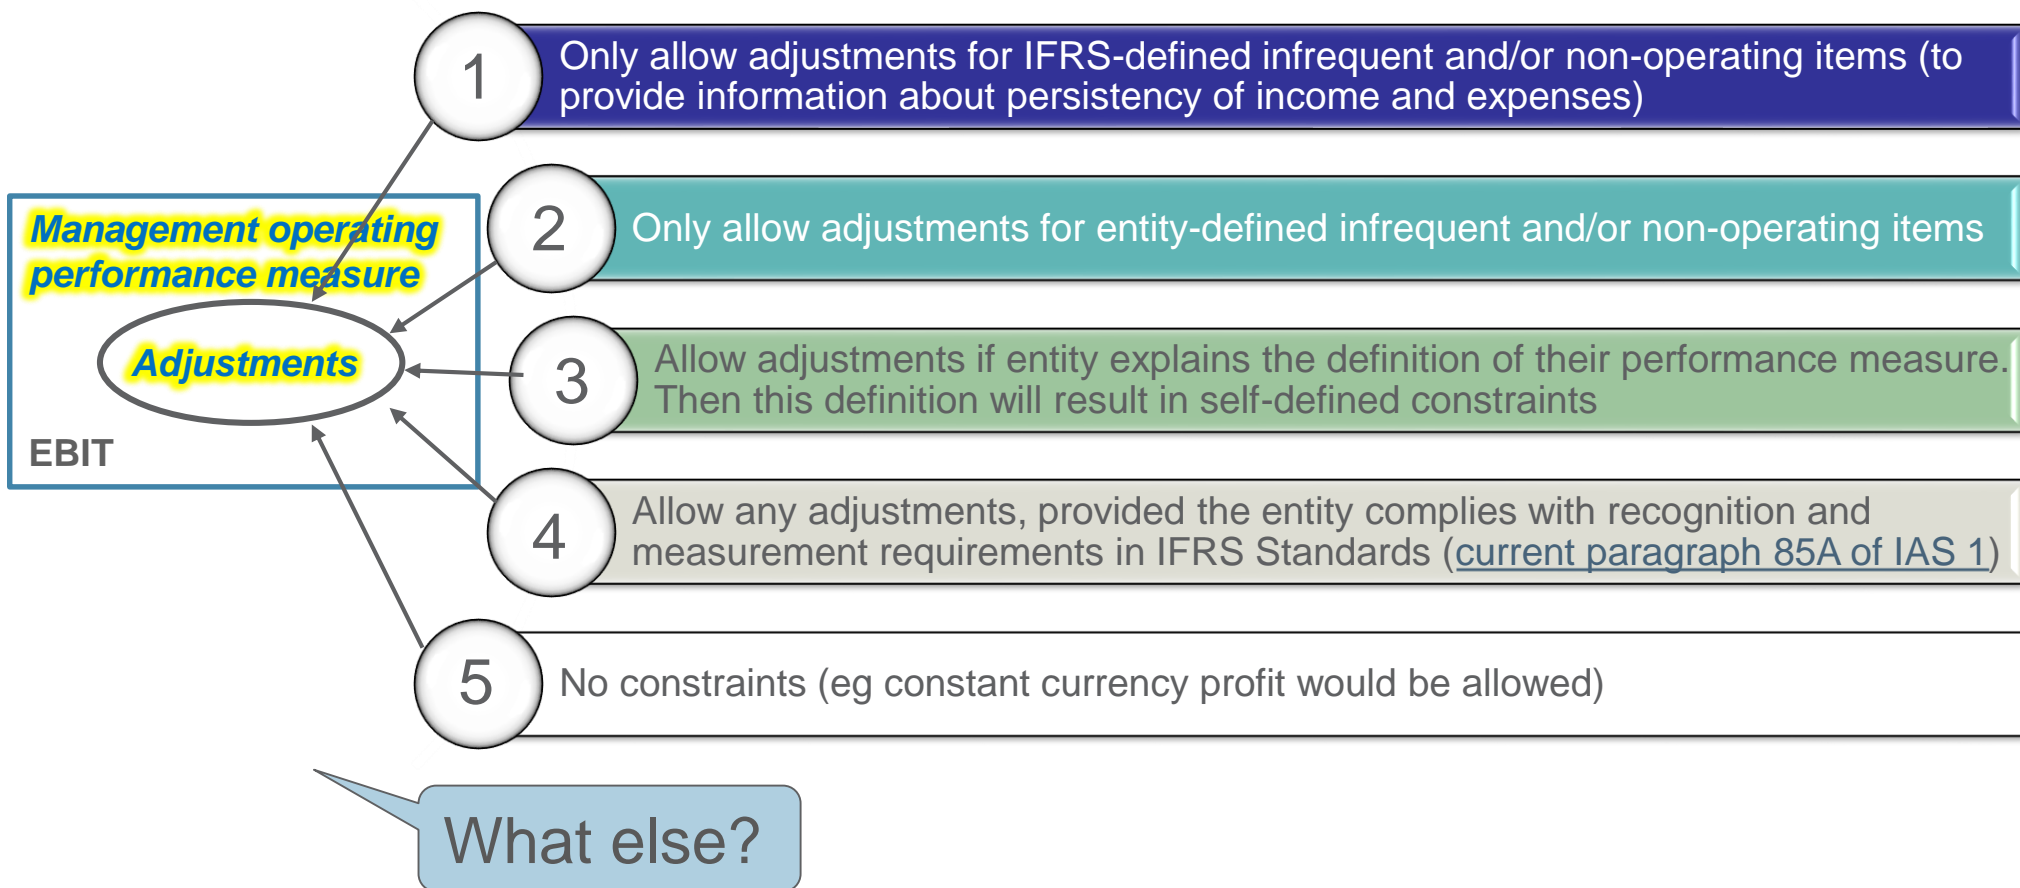 1
Only allow adjustments for IFRS-defined infrequent and/or non-operating items (to
provide information about persistency of income and expenses)
Management operating
performance measure
Adjustments
EBIT
2
Only allow adjustments for entity-defined infrequent and/or non-operating items
3
Allow adjustments if entity explains the definition of their performance measure.
Then this definition will result in self-defined constraints
4
Allow any adjustments, provided the entity complies with recognition and
measurement requirements in IFRS Standards (current paragraph 85A of IAS 1)
5
No constraints (eg constant currency profit would be allowed)
What else?